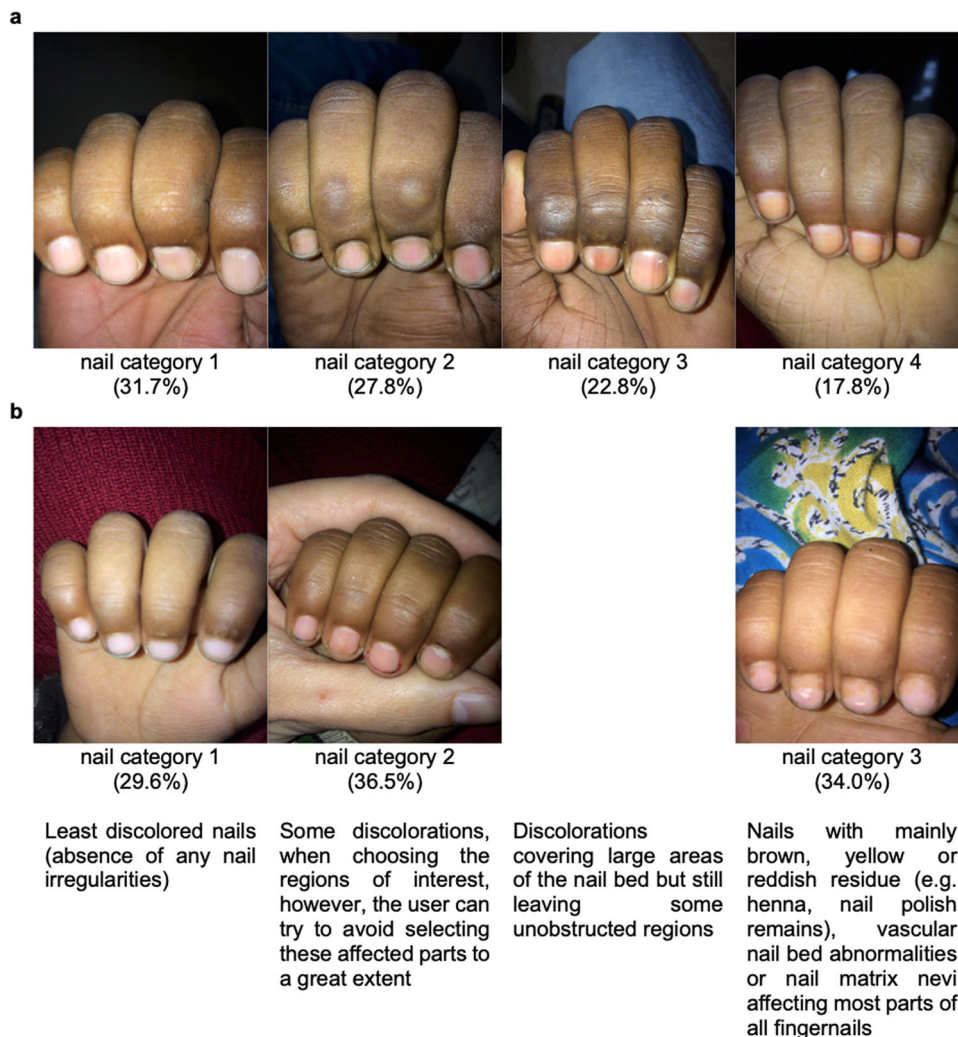 a
nail category 1
(31.7%)
nail category 2
(27.8%)
nail category 3
(22.8%)
nail category 4
(17.8%)
b
nail category 1
(29.6%)
nail category 2
(36.5%)
nail category 3
(34.0%)
Least discolored nails
(absence of any nail
irregularities)
Some discolorations,
when choosing the
regions of interest,
however, the user can
try to avoid selecting
these affected parts to
a great extent
Discolorations
covering large areas
of the nail bed but still
leaving some
unobstructed regions
Nails with mainly
brown, yellow or
reddish residue (e.g.
henna, nail polish
remains), vascular
nail bed abnormalities
or nail matrix nevi
affecting most parts of
all fingernails